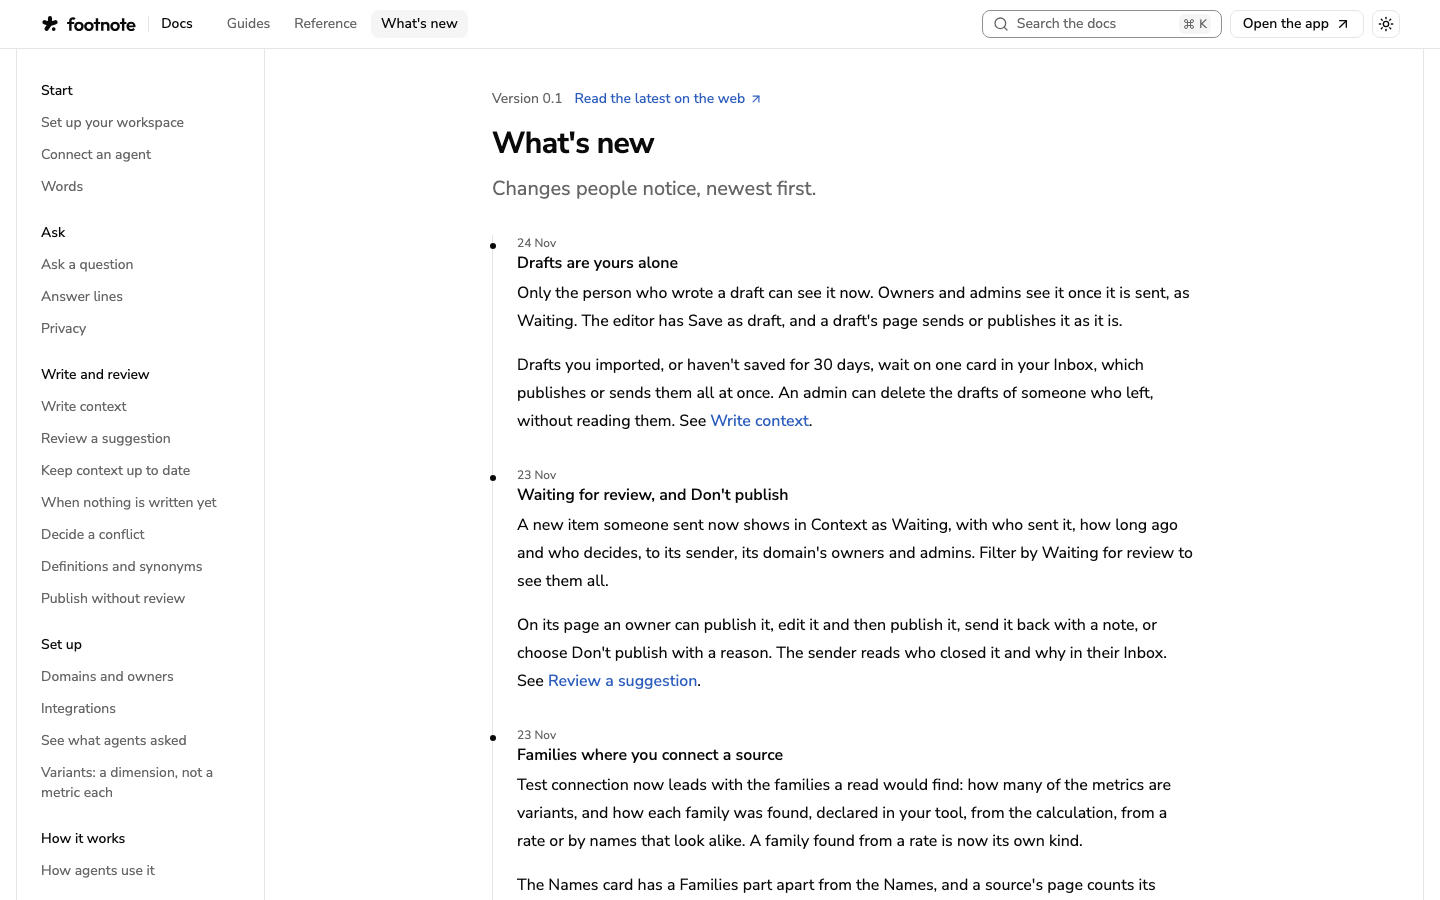 footnote
Docs
Guides
Reference
What's new
Search the docs
⌘ K
Open the app
Start
Set up your workspace
Connect an agent
Words
Ask
Ask a question
Answer lines
Privacy
Write and review
Write context
Review a suggestion
Keep context up to date
When nothing is written yet
Decide a conflict
Definitions and synonyms
Publish without review
Set up
Domains and owners
Integrations
See what agents asked
Variants: a dimension, not a
metric each
How it works
How agents use it
Version 0.1 Read the latest on the web
What's new
Changes people notice, newest first.
24 Nov
Drafts are yours alone
Only the person who wrote a draft can see it now. Owners and admins see it once it is sent, as
Waiting. The editor has Save as draft, and a draft's page sends or publishes it as it is.
Drafts you imported, or haven't saved for 30 days, wait on one card in your Inbox, which
publishes or sends them all at once. An admin can delete the drafts of someone who left,
without reading them. See Write context.
23 Nov
Waiting for review, and Don't publish
A new item someone sent now shows in Context as Waiting, with who sent it, how long ago
and who decides, to its sender, its domain's owners and admins. Filter by Waiting for review to
see them all.
On its page an owner can publish it, edit it and then publish it, send it back with a note, or
choose Don't publish with a reason. The sender reads who closed it and why in their Inbox.
See Review a suggestion.
23 Nov
Families where you connect a source
Test connection now leads with the families a read would find: how many of the metrics are
variants, and how each family was found, declared in your tool, from the calculation, from a
rate or by names that look alike. A family found from a rate is now its own kind.
The Names card has a Families part apart from the Names, and a source's page counts its